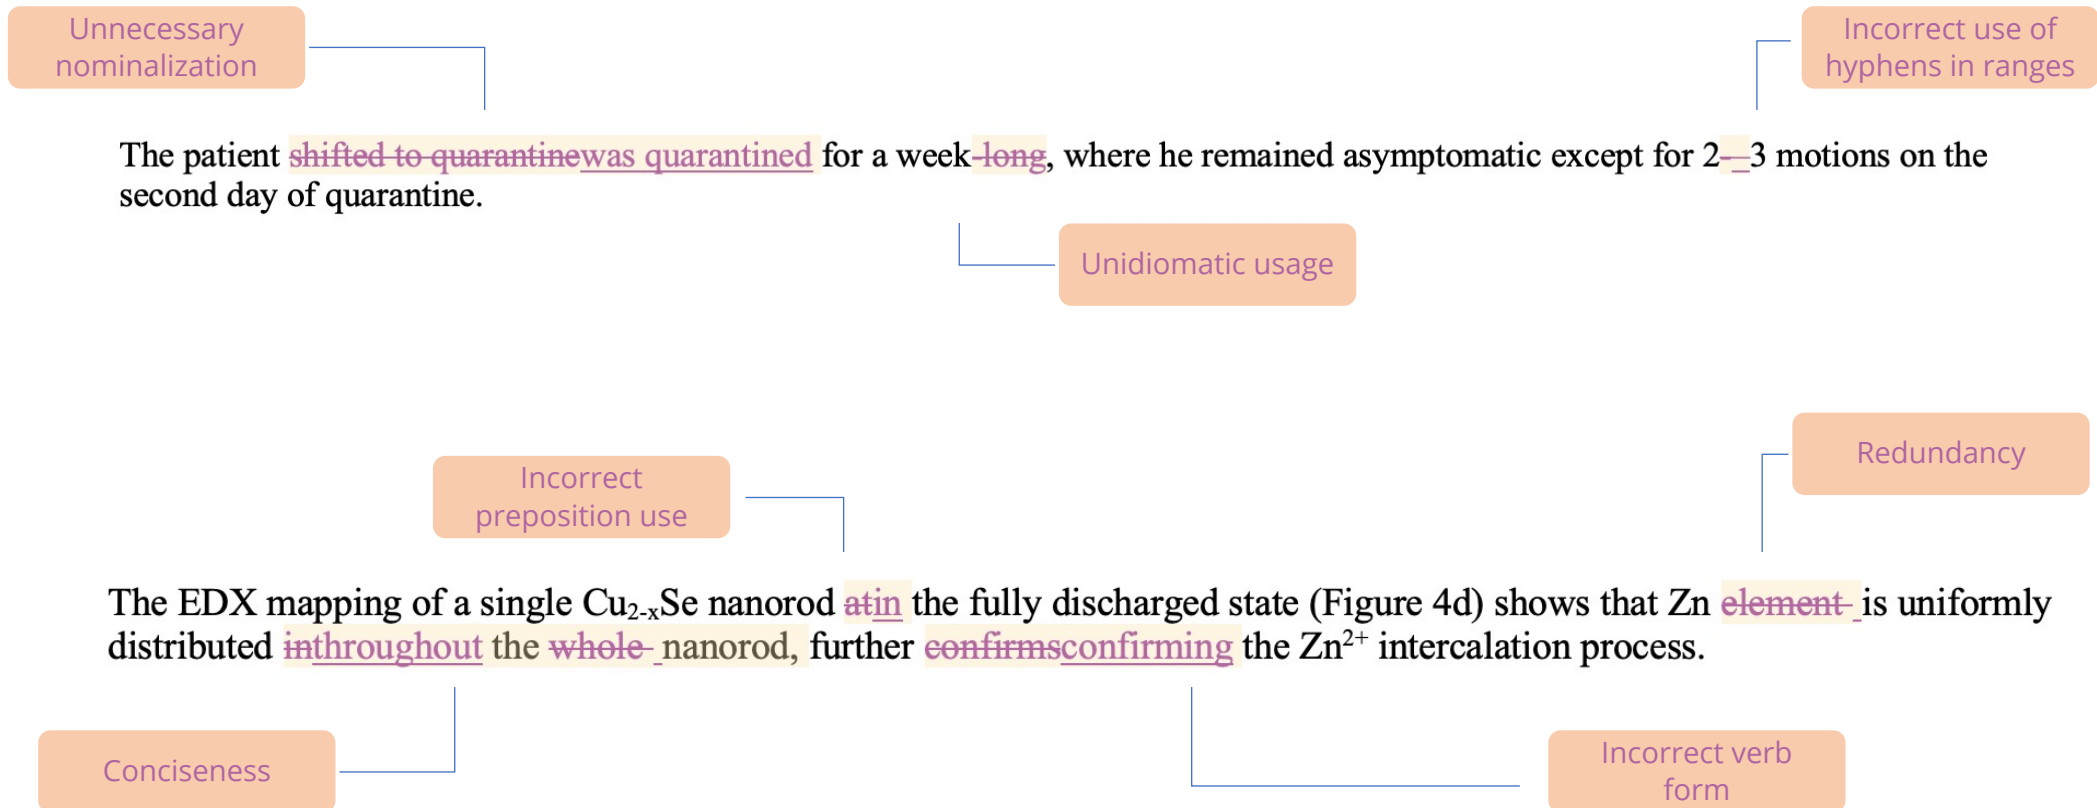 Unnecessary
nominalization
Incorrect use of
hyphens in ranges
The patient shifted to quarantinewas quarantined for a week-long, where he remained asymptomatic except for 2-–3 motions on the
second day of quarantine.
Unidiomatic usage
Redundancy
Incorrect
preposition use
The EDX mapping of a single Cu₂₋ₓSe nanorod atin the fully discharged state (Figure 4d) shows that Zn element is uniformly
distributed inthroughout the whole nanorod, further confirmsconfirming the Zn²⁺ intercalation process.
Conciseness
Incorrect verb
form